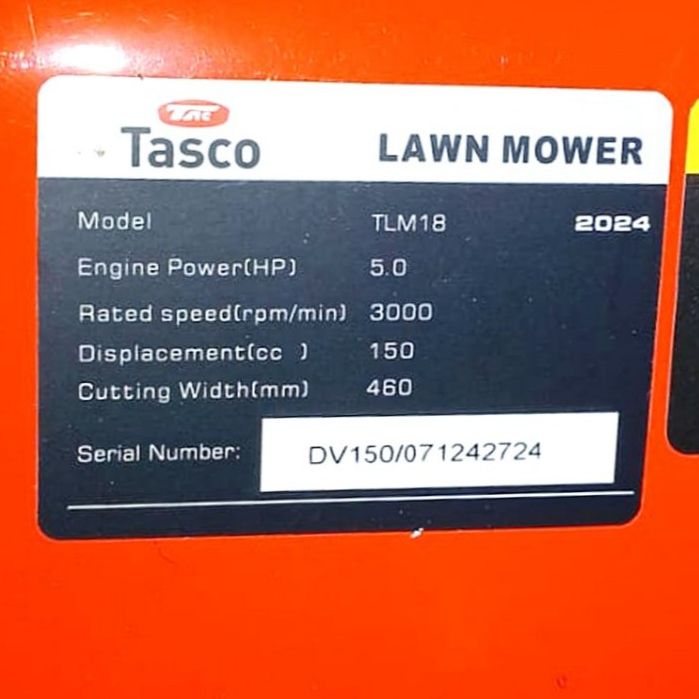 TAC
Tasco LAWN MOWER
Model TLM18 2024
Engine Power(HP) 5.0
Rated speed(rpm/min) 3000
Displacement(cc ) 150
Cutting Width(mm) 460
Serial Number: DV150/071242724